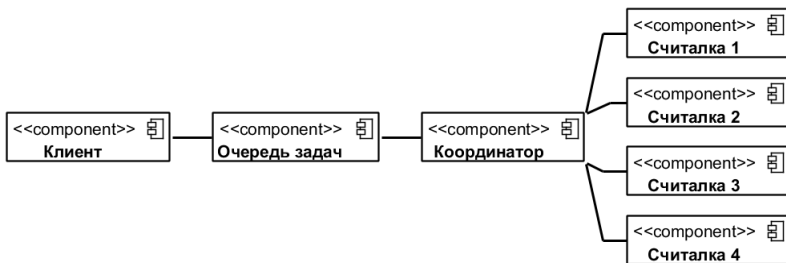 <<component>>
Клиент
<<component>>
Очередь задач
<<component>>
Координатор
<<component>>
Считалка 1
<<component>>
Считалка 2
<<component>>
Считалка 3
<<component>>
Считалка 4